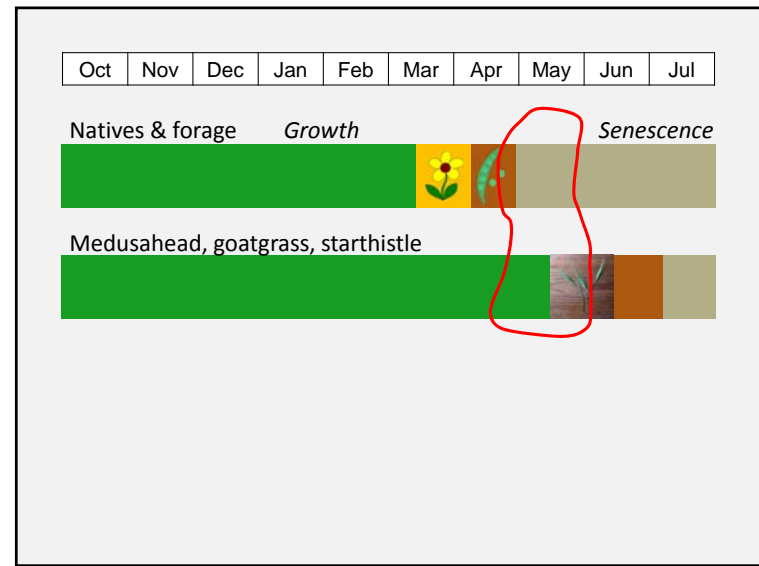 Oct Nov Dec Jan Feb Mar Apr May Jun Jul
Natives & forage Growth Senescence
Medusahead, goatgrass, starthistle